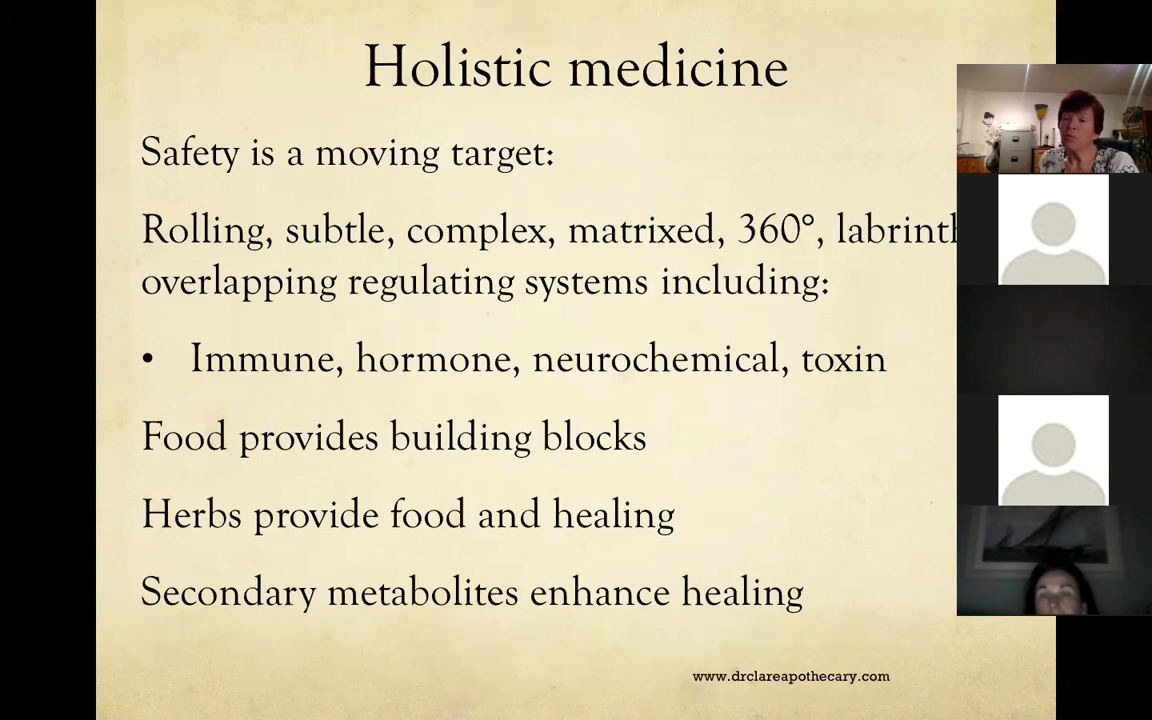 Holistic medicine
Safety is a moving target:
Rolling, subtle, complex, matrixed, 360°,
overlapping regulating systems including:
• Immune, hormone, neurochemical, toxin
Food provides building blocks
Herbs provide food and healing
Secondary metabolites enhance healing
www.drclareapothecary.com